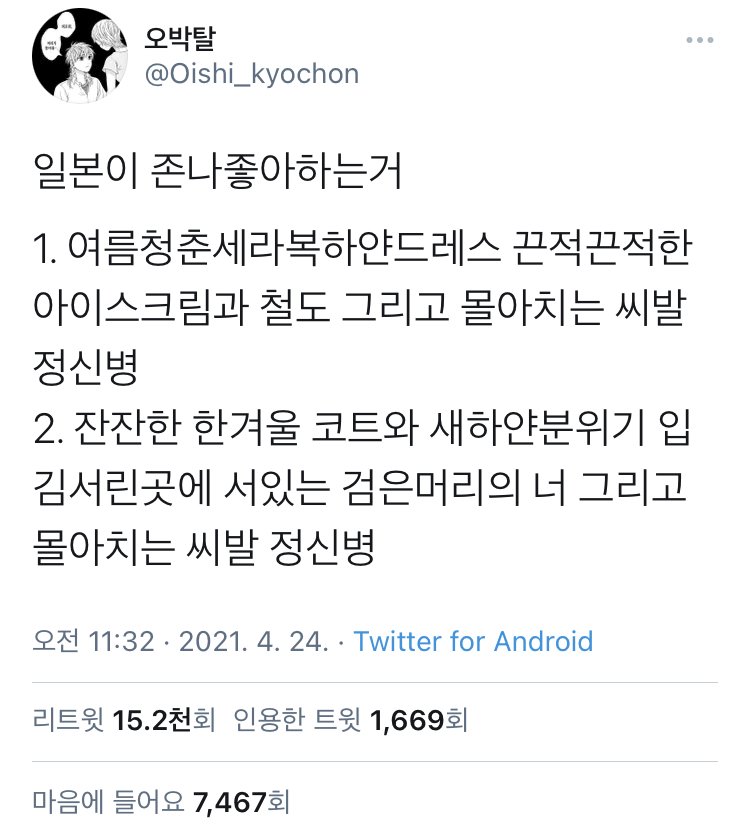 오박탈
@Oishi_kyochon
일본이 존나좋아하는거
1. 여름청춘세라복하얀드레스 끈적끈적한
아이스크림과 철도 그리고 몰아치는 씨발
정신병
2. 잔잔한 한겨울 코트와 새하얀분위기 입
김서린곳에 서있는 검은머리의 너 그리고
몰아치는 씨발 정신병
오전 11:32 · 2021. 4. 24. · Twitter for Android
리트윗 15.2천회 인용한 트윗 1,669회
마음에 들어요 7,467회